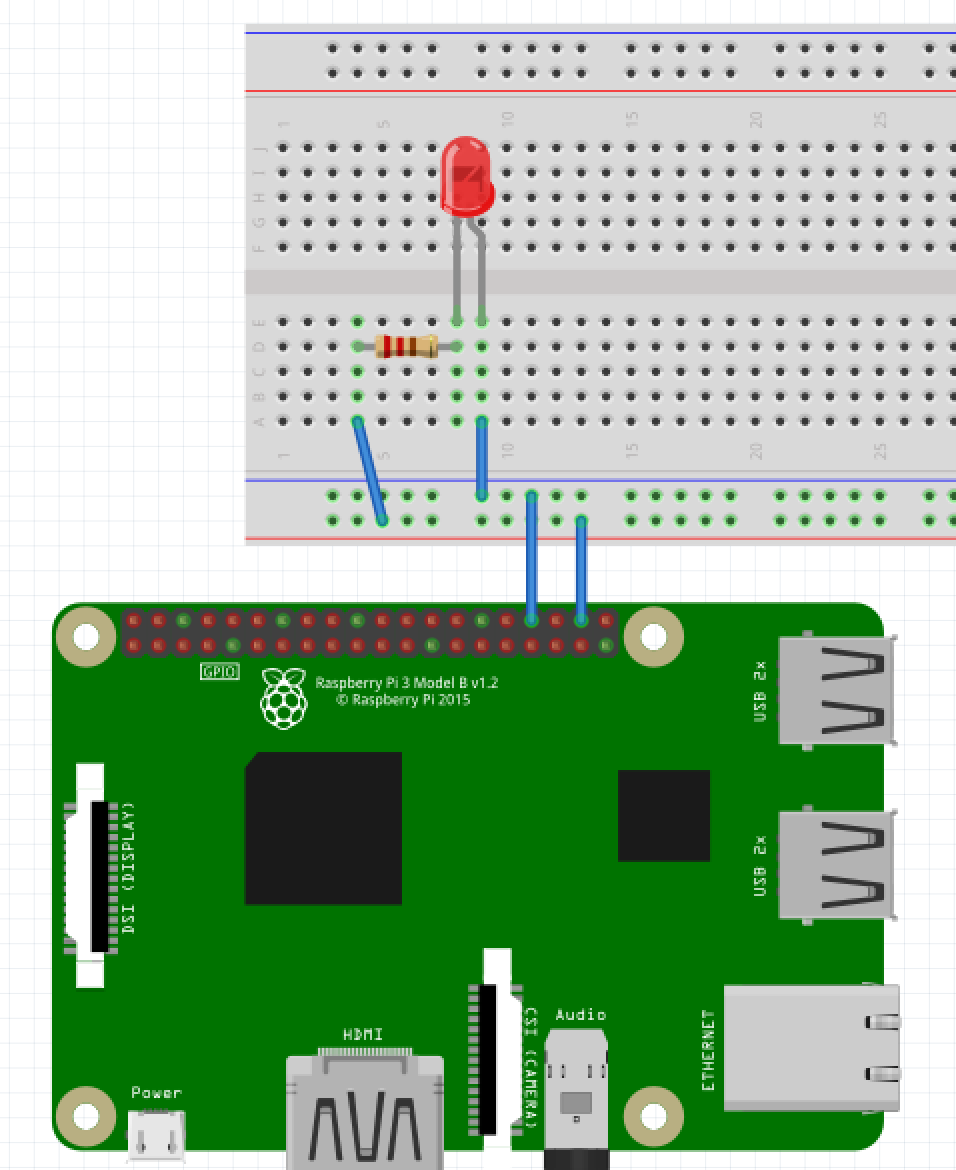 1 5 10 15 20 25
J
I
H
G
F
E
D
C
B
A
1 5 10 15 20 25
GPIO
Raspberry Pi 3 Model B v1.2
© Raspberry Pi 2015
USB 2x
DSI (DISPLAY)
USB 2x
CSI (CAMERA)
Audio
ETHERNET
HDMI
Power